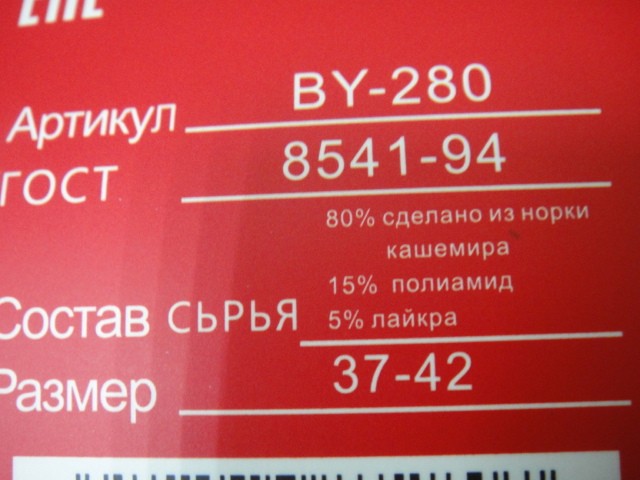 Артикул BY-280
ГОСТ 8541-94
80% сделано из норки
кашемира
15% полиамид
Состав СЫРЬЯ 5% лайкра
Размер 37-42